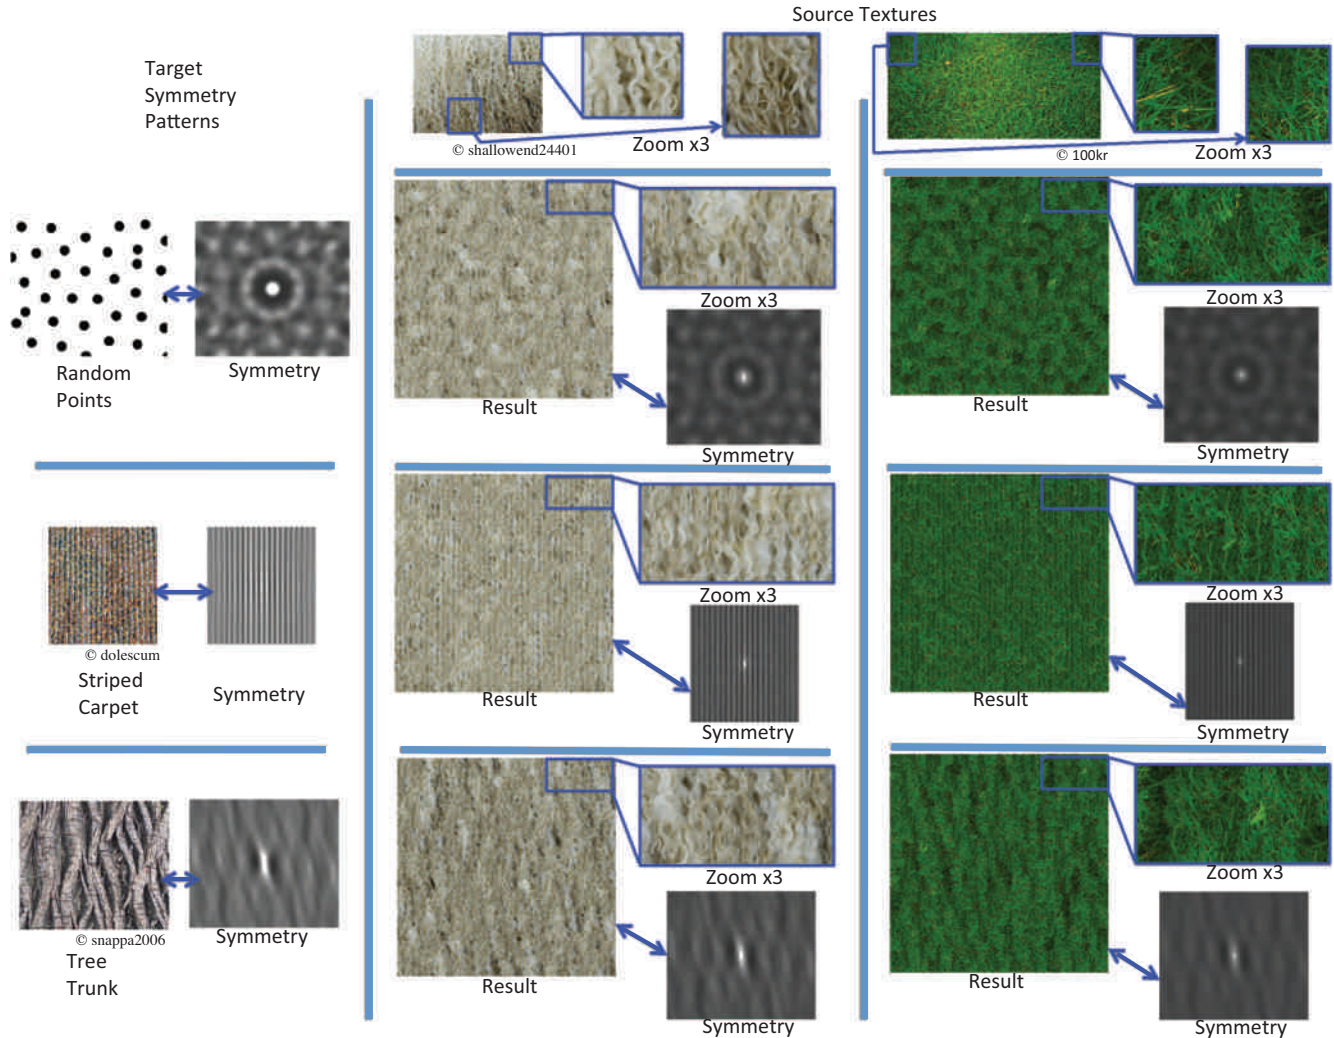 Source Textures
Target
Symmetry
Patterns
© shallowend24401
Zoom x3
© 100kr
Zoom x3
Random
Points
Symmetry
Result
Zoom x3
Symmetry
Result
Zoom x3
Symmetry
© dolescum
Striped
Carpet
Symmetry
Result
Zoom x3
Symmetry
Result
Zoom x3
Symmetry
© snappa2006
Tree
Trunk
Symmetry
Result
Zoom x3
Symmetry
Result
Zoom x3
Symmetry